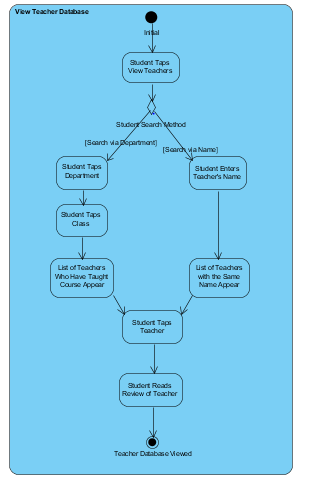 View Teacher Database
Initial
Student Taps
View Teachers
Student Search Method
[Search via Department]
[Search via Name]
Student Taps
Department
Student Enters
Teacher's Name
Student Taps
Class
List of Teachers
Who Have Taught
Course Appear
List of Teachers
with the Same
Name Appear
Student Taps
Teacher
Student Reads
Review of Teacher
Teacher Database Viewed